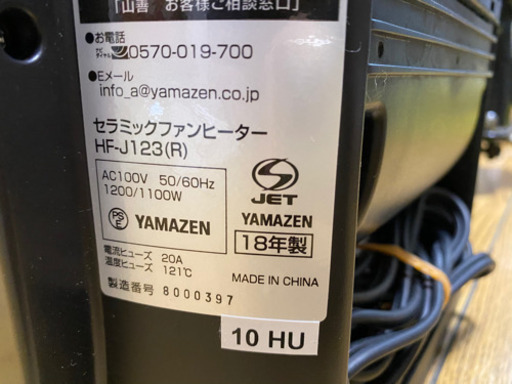 「山善 お客様ご相談窓口」
●お電話
0570-019-700
●Eメール
info_a@yamazen.co.jp
セラミックファンヒーター
HF-J123(R)
AC100V 50/60Hz
1200/1100W
PS
E YAMAZEN
S
JET
YAMAZEN
18年製
電流ヒューズ 20A
温度ヒューズ 121℃
MADE IN CHINA
製造番号 8000397
10 HU